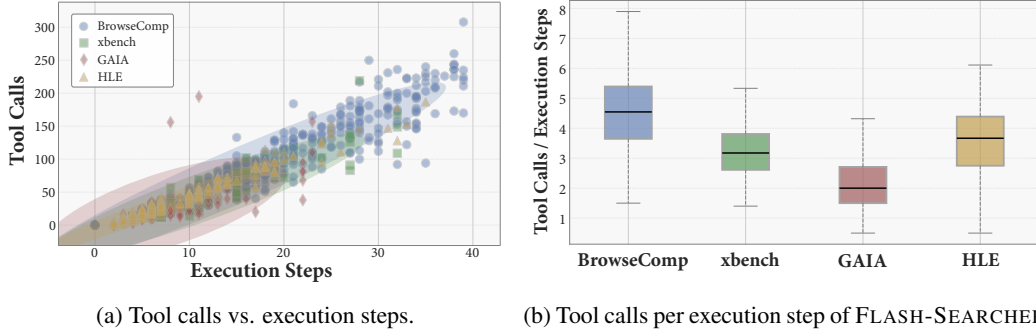 BrowseComp
xbench
GAIA
HLE
300
250
200
150
100
50
0
Tool Calls
0
10
20
30
40
Execution Steps
(a) Tool calls vs. execution steps.
8
7
6
5
4
3
2
1
Tool Calls / Execution Steps
BrowseComp
xbench
GAIA
HLE
(b) Tool calls per execution step of FLASH-SEARCHER